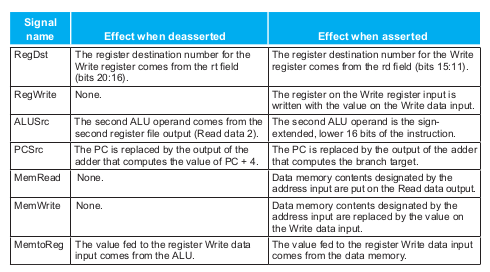 Signal
name
Effect when deasserted
Effect when asserted
RegDst
The register destination number for the
Write register comes from the rt field
(bits 20:16).
The register destination number for the Write
register comes from the rd field (bits 15:11).
RegWrite
None.
The register on the Write register input is
written with the value on the Write data input.
ALUSrc
The second ALU operand comes from the
second register file output (Read data 2).
The second ALU operand is the sign-
extended, lower 16 bits of the instruction.
PCSrc
The PC is replaced by the output of the
adder that computes the value of PC + 4.
The PC is replaced by the output of the adder
that computes the branch target.
MemRead
None.
Data memory contents designated by the
address input are put on the Read data output.
MemWrite
None.
Data memory contents designated by the
address input are replaced by the value on
the Write data input.
MemtoReg
The value fed to the register Write data
input comes from the ALU.
The value fed to the register Write data input
comes from the data memory.